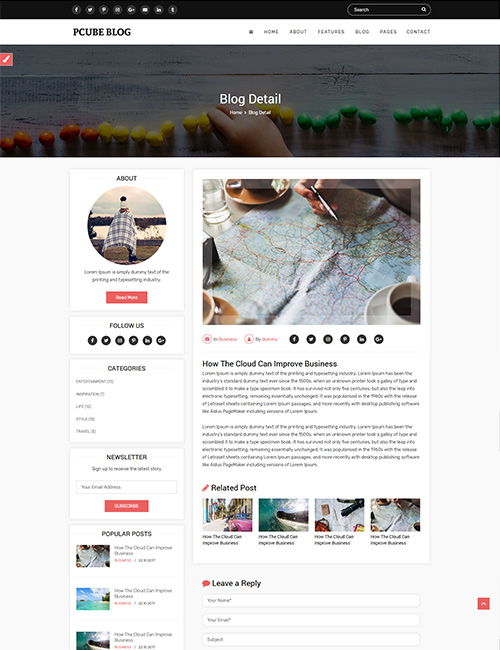 Search
PCUBE BLOG
HOME ABOUT FEATURES BLOG PAGES CONTACT
Blog Detail
Home Blog Detail
ABOUT
Lorem Ipsum is simply dummy text of the
printing and typesetting industry.
Read More
FOLLOW US
CATEGORIES
ENTERTAINMENT (15)
INSPIRATION (7)
LIFE (12)
STYLE (18)
TRAVEL (8)
NEWSLETTER
Sign up to receive the latest story.
Your Email Address
SUBSCRIBE
POPULAR POSTS
How The Cloud Can Improve
Business
BUSINESS / 22.10.2017
How The Cloud Can Improve
Business
BUSINESS / 22.10.2017
How The Cloud Can Improve
Business
BUSINESS / 22.10.2017
In Business By dummy
How The Cloud Can Improve Business
Lorem Ipsum is simply dummy text of the printing and typesetting industry. Lorem Ipsum has been the
industry's standard dummy text ever since the 1500s, when an unknown printer took a galley of type and
scrambled it to make a type specimen book. It has survived not only five centuries, but also the leap into
electronic typesetting, remaining essentially unchanged. It was popularised in the 1960s with the release
of Letraset sheets containing Lorem Ipsum passages, and more recently with desktop publishing software
like Aldus PageMaker including versions of Lorem Ipsum.
Lorem Ipsum is simply dummy text of the printing and typesetting industry. Lorem Ipsum has been the
industry's standard dummy text ever since the 1500s, when an unknown printer took a galley of type and
scrambled it to make a type specimen book. It has survived not only five centuries, but also the leap into
electronic typesetting, remaining essentially unchanged. It was popularised in the 1960s with the release
of Letraset sheets containing Lorem Ipsum passages, and more recently with desktop publishing software
like Aldus PageMaker including versions of Lorem Ipsum.
Related Post
How The Cloud Can Improve Business
How The Cloud Can Improve Business
How The Cloud Can Improve Business
How The Cloud Can Improve Business
Leave a Reply
Your Name*
Your Email*
Subject